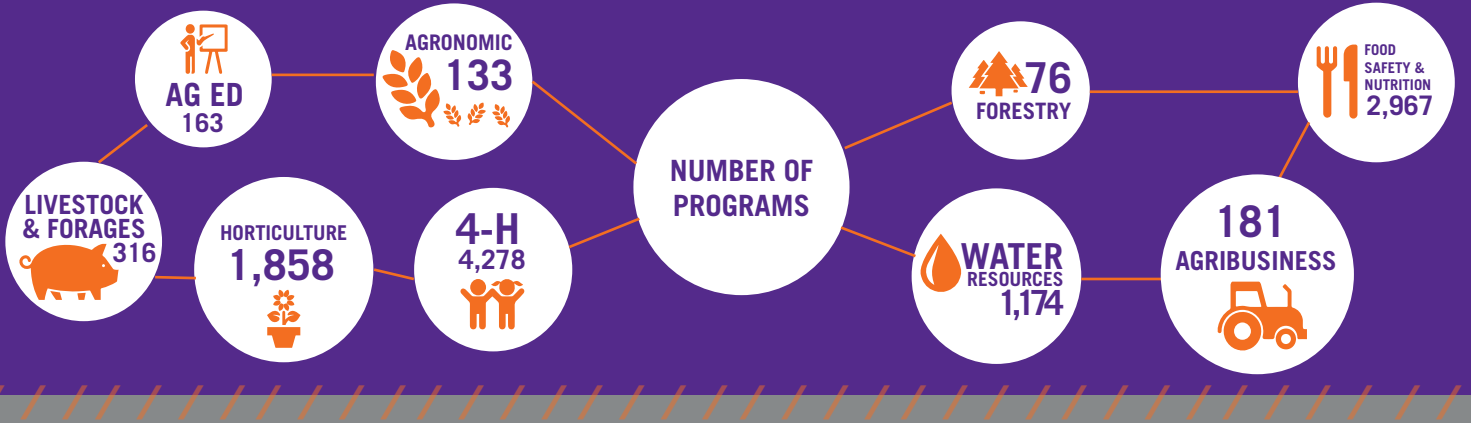 AG ED
163
AGRONOMIC
133
LIVESTOCK
& FORAGES
316
HORTICULTURE
1,858
4-H
4,278
NUMBER OF
PROGRAMS
76
FORESTRY
FOOD
SAFETY &
NUTRITION
2,967
WATER
RESOURCES
1,174
181
AGRIBUSINESS